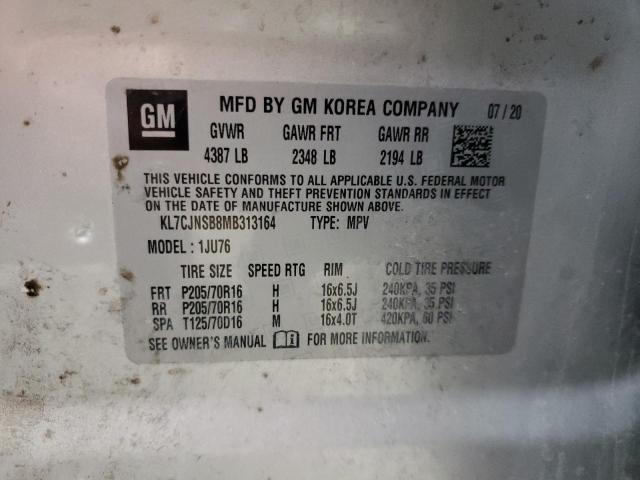 GM MFD BY GM KOREA COMPANY 07/20
GVWR GAWR FRT GAWR RR
4387 LB 2348 LB 2194 LB
THIS VEHICLE CONFORMS TO ALL APPLICABLE U.S. FEDERAL MOTOR
VEHICLE SAFETY AND THEFT PREVENTION STANDARDS IN EFFECT
ON THE DATE OF MANUFACTURE SHOWN ABOVE.
KL7CJNSB8MB313164 TYPE: MPV
MODEL: 1JU76
TIRE SIZE SPEED RTG RIM COLD TIRE PRESSURE
FRT P205/70R16 H 16x6.5J 240KPA, 35 PSI
RR P205/70R16 H 16x6.5J 240KPA, 35 PSI
SPA T125/70D16 M 16x4.0T 420KPA, 60 PSI
SEE OWNER'S MANUAL FOR MORE INFORMATION.